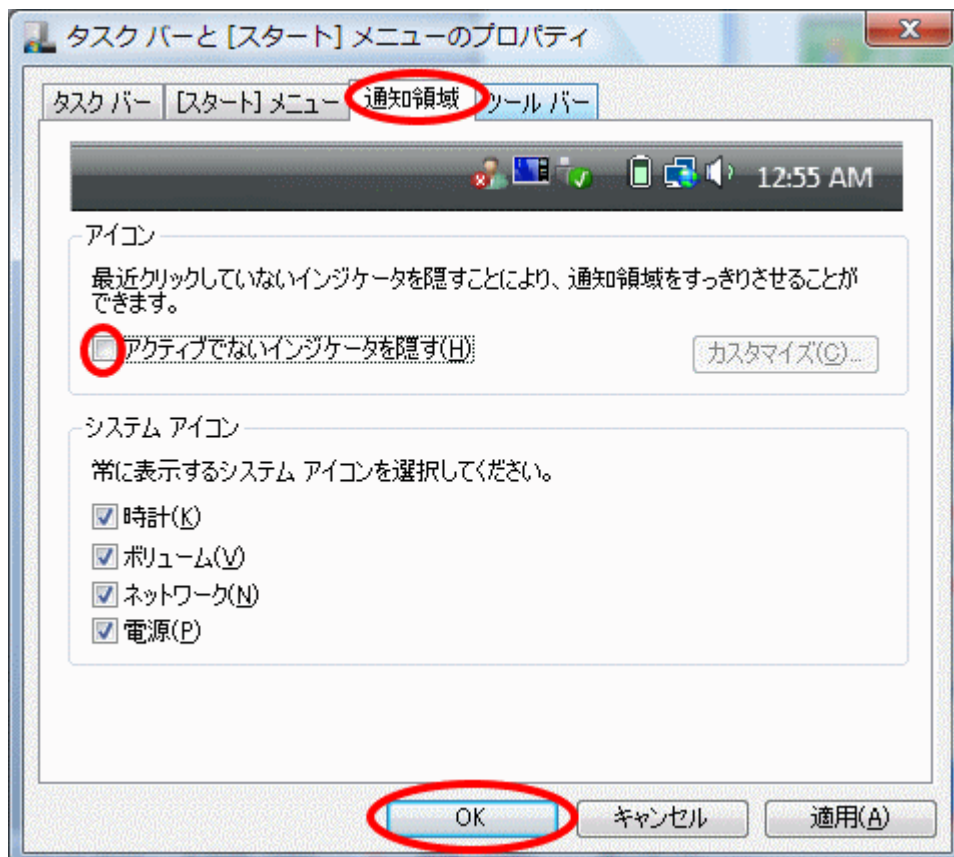 タスク バーと [スタート] メニューのプロパティ
タスク バー
[スタート] メニュー
通知領域
ツール バー
12:55 AM
アイコン
最近クリックしていないインジケータを隠すことにより、通知領域をすっきりさせることが
できます。
アクティブでないインジケータを隠す(H)
カスタマイズ(C)...
システム アイコン
常に表示するシステム アイコンを選択してください。
時計(K)
ボリューム(V)
ネットワーク(N)
電源(P)
OK
キャンセル
適用(A)